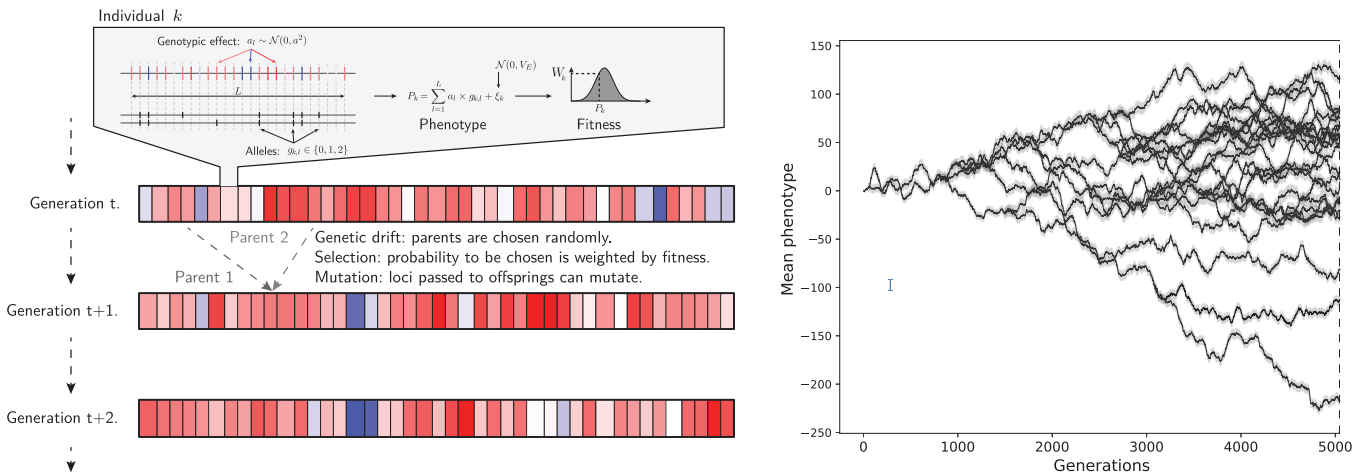 Individual k
Genotypic effect: a_l ∼ 𝒩(0, a²)
L
Alleles: g_{k,l} ∈ {0, 1, 2}
𝒩(0, V_E)
P_k = ∑_{l=1}^{L} a_l × g_{k,l} + ξ_k
Phenotype
W_k
P_k
Fitness
Generation t.
Parent 2
Parent 1
Genetic drift: parents are chosen randomly.
Selection: probability to be chosen is weighted by fitness.
Mutation: loci passed to offsprings can mutate.
Generation t+1.
Generation t+2.
Mean phenotype
150
100
50
0
−50
−100
−150
−200
−250
0 1000 2000 3000 4000 5000
Generations